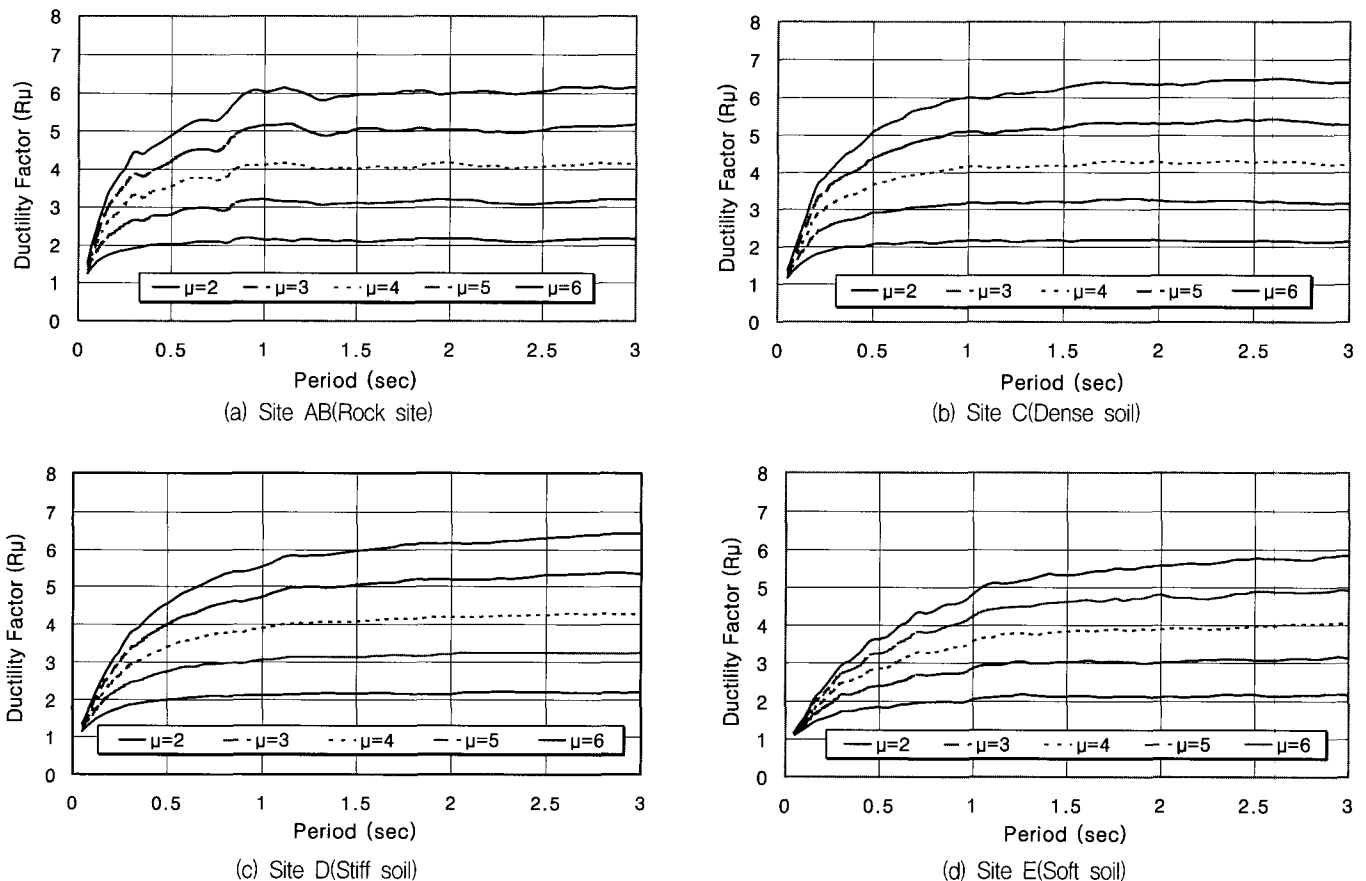 8
7
6
5
4
3
2
1
0
Ductility Factor (Rμ)
μ=2 μ=3 μ=4 μ=5 μ=6
0 0.5 1 1.5 2 2.5 3
Period (sec)
(a) Site AB(Rock site)
8
7
6
5
4
3
2
1
0
Ductility Factor (Rμ)
μ=2 μ=3 μ=4 μ=5 μ=6
0 0.5 1 1.5 2 2.5 3
Period (sec)
(b) Site C(Dense soil)
8
7
6
5
4
3
2
1
0
Ductility Factor (Rμ)
μ=2 μ=3 μ=4 μ=5 μ=6
0 0.5 1 1.5 2 2.5 3
Period (sec)
(c) Site D(Stiff soil)
8
7
6
5
4
3
2
1
0
Ductility Factor (Rμ)
μ=2 μ=3 μ=4 μ=5 μ=6
0 0.5 1 1.5 2 2.5 3
Period (sec)
(d) Site E(Soft soil)